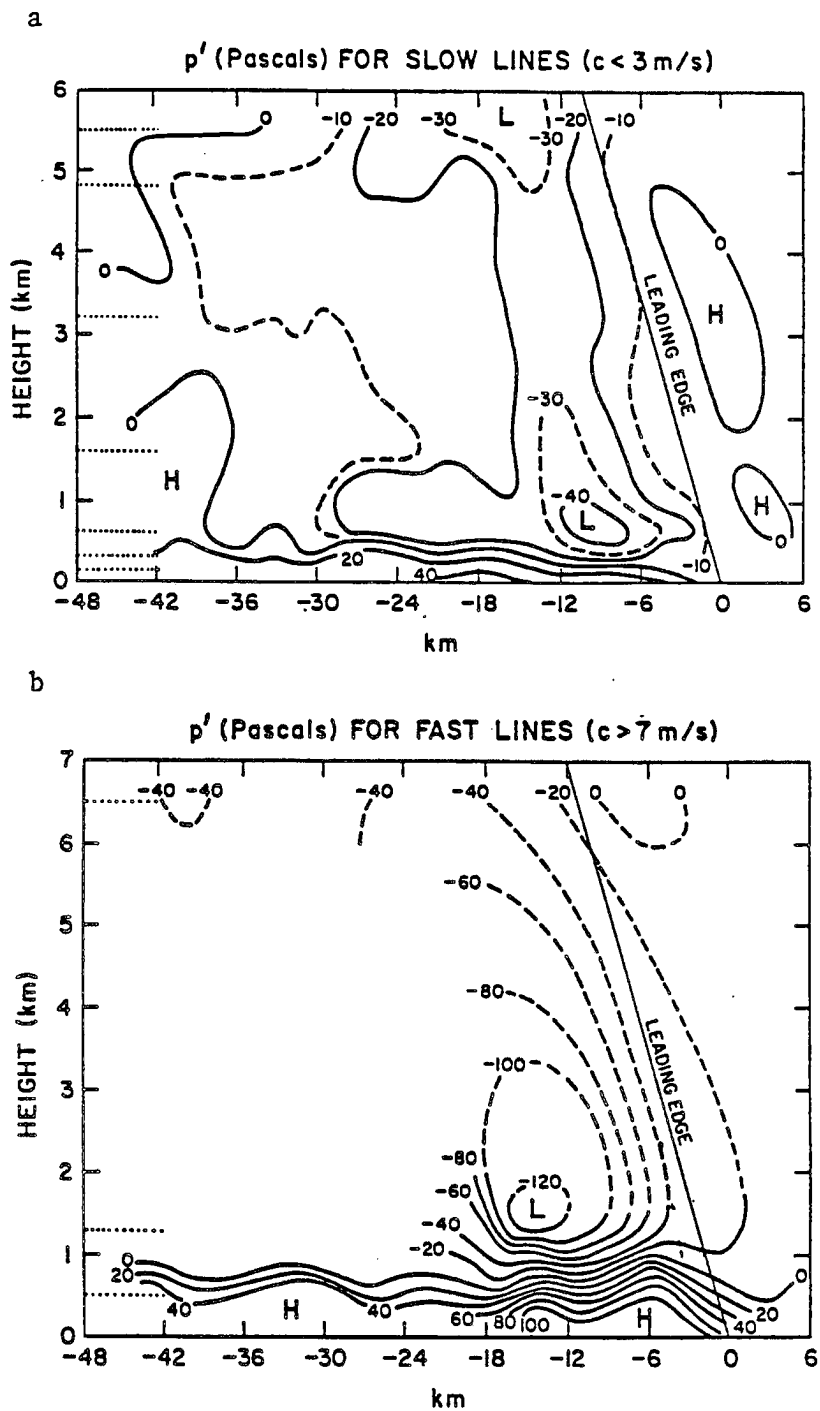 a
p' (Pascals) FOR SLOW LINES (c < 3 m/s)
6
0
-10
-20
-30
L
-30
-20
-10
5
4
0
0
H
3
LEADING EDGE
HEIGHT (km)
2
0
-30
H
1
-40
L
H
0
20
40
-10
0
-48 -42 -36 -30 -24 -18 -12 -6 0 6
km
b
p' (Pascals) FOR FAST LINES (c > 7 m/s)
7
-40 -40 -40 -40 -20 0 0
6
-60
5
HEIGHT (km)
4
-80
LEADING EDGE
3
-100
2
-80
-120
-60
L
-40
1
-20
0
0
20
40
H
40
60 80 100
H
20
40
0
-48 -42 -36 -30 -24 -18 -12 -6 0 6
km